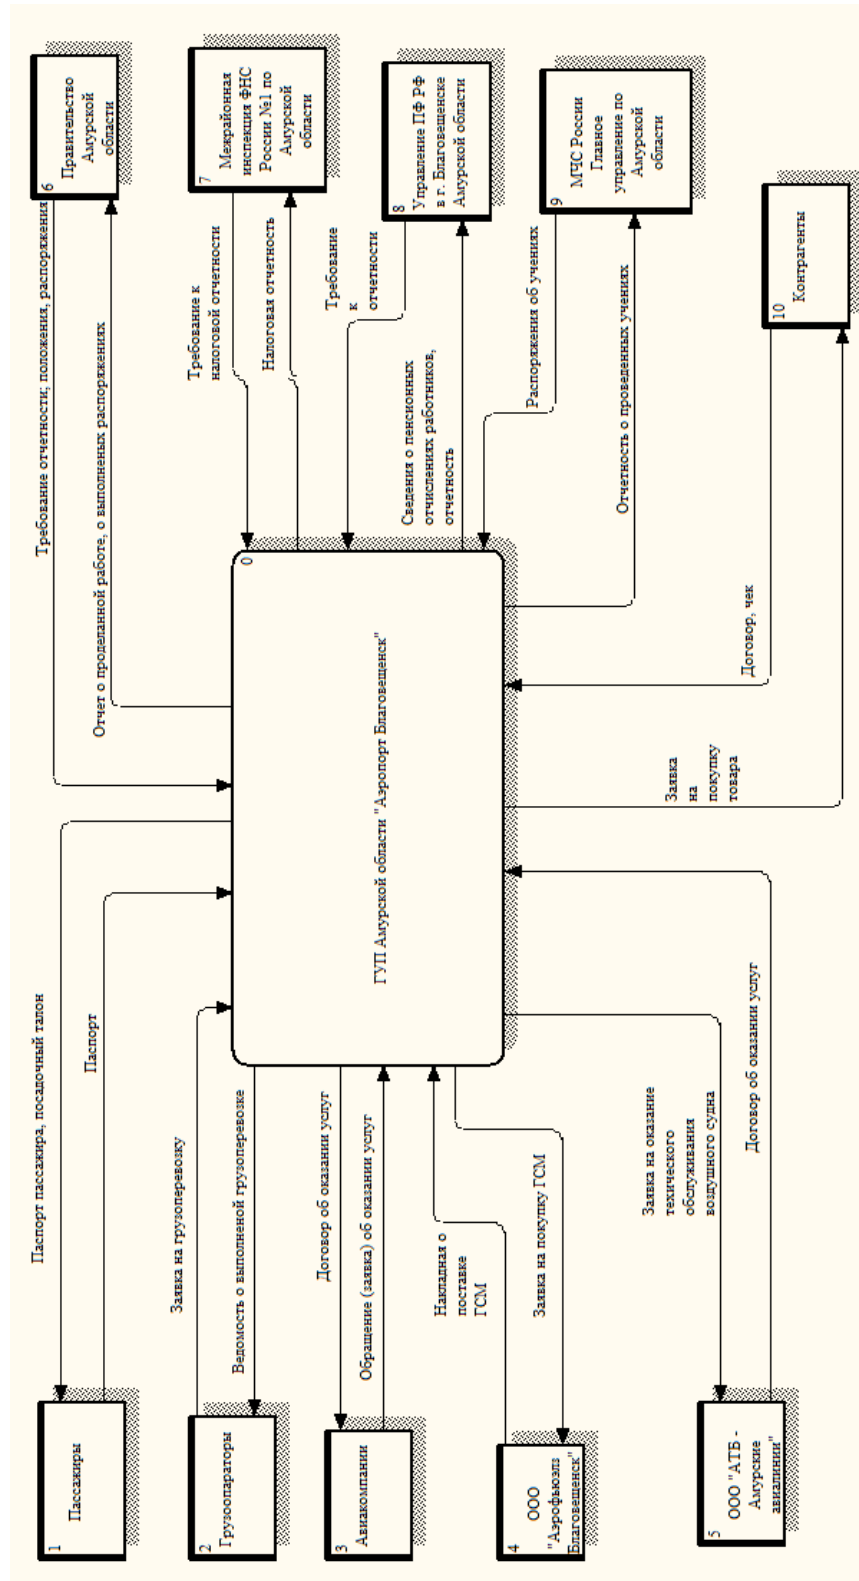 1
Пассажиры
2
Грузооператоры
3
Авиакомпании
4
ООО
"Аэрофьюэлз
Благовещенск"
5
ООО "АТБ -
Амурские
авиалинии"
Паспорт пассажира, посадочный талон
Паспорт
Заявка на грузоперевозку
Ведомость о выполненой грузоперевозке
Договор об оказании услуг
Обращение (заявка) об оказании услуг
Накладная о
поставке
ГСМ
Заявка на покупку ГСМ
Заявка на оказание
технического
обслуживания
воздушного судна
Договор об оказании услуг
0
ГУП Амурской области "Аэропорт Благовещенск"
Требование отчетности; положения, распоряжения
Отчет о проделанной работе, о выполненых распоряжениях
Требование к
налоговой отчетности
Налоговая отчетность
Требование
к
отчетности
Сведения о пенсионных
отчислениях работников,
отчетность
Распоряжения об учениях
Отчетность о проведенных учениях
Договор, чек
Заявка
на
покупку
товара
6
Правительство
Амурской
области
7
Межрайонная
инспекция ФНС
России №1 по
Амурской
области
8
Управление ПФ РФ
в г. Благовещенске
Амурской области
9
МЧС России
Главное
управление по
Амурской
области
10
Контрагенты